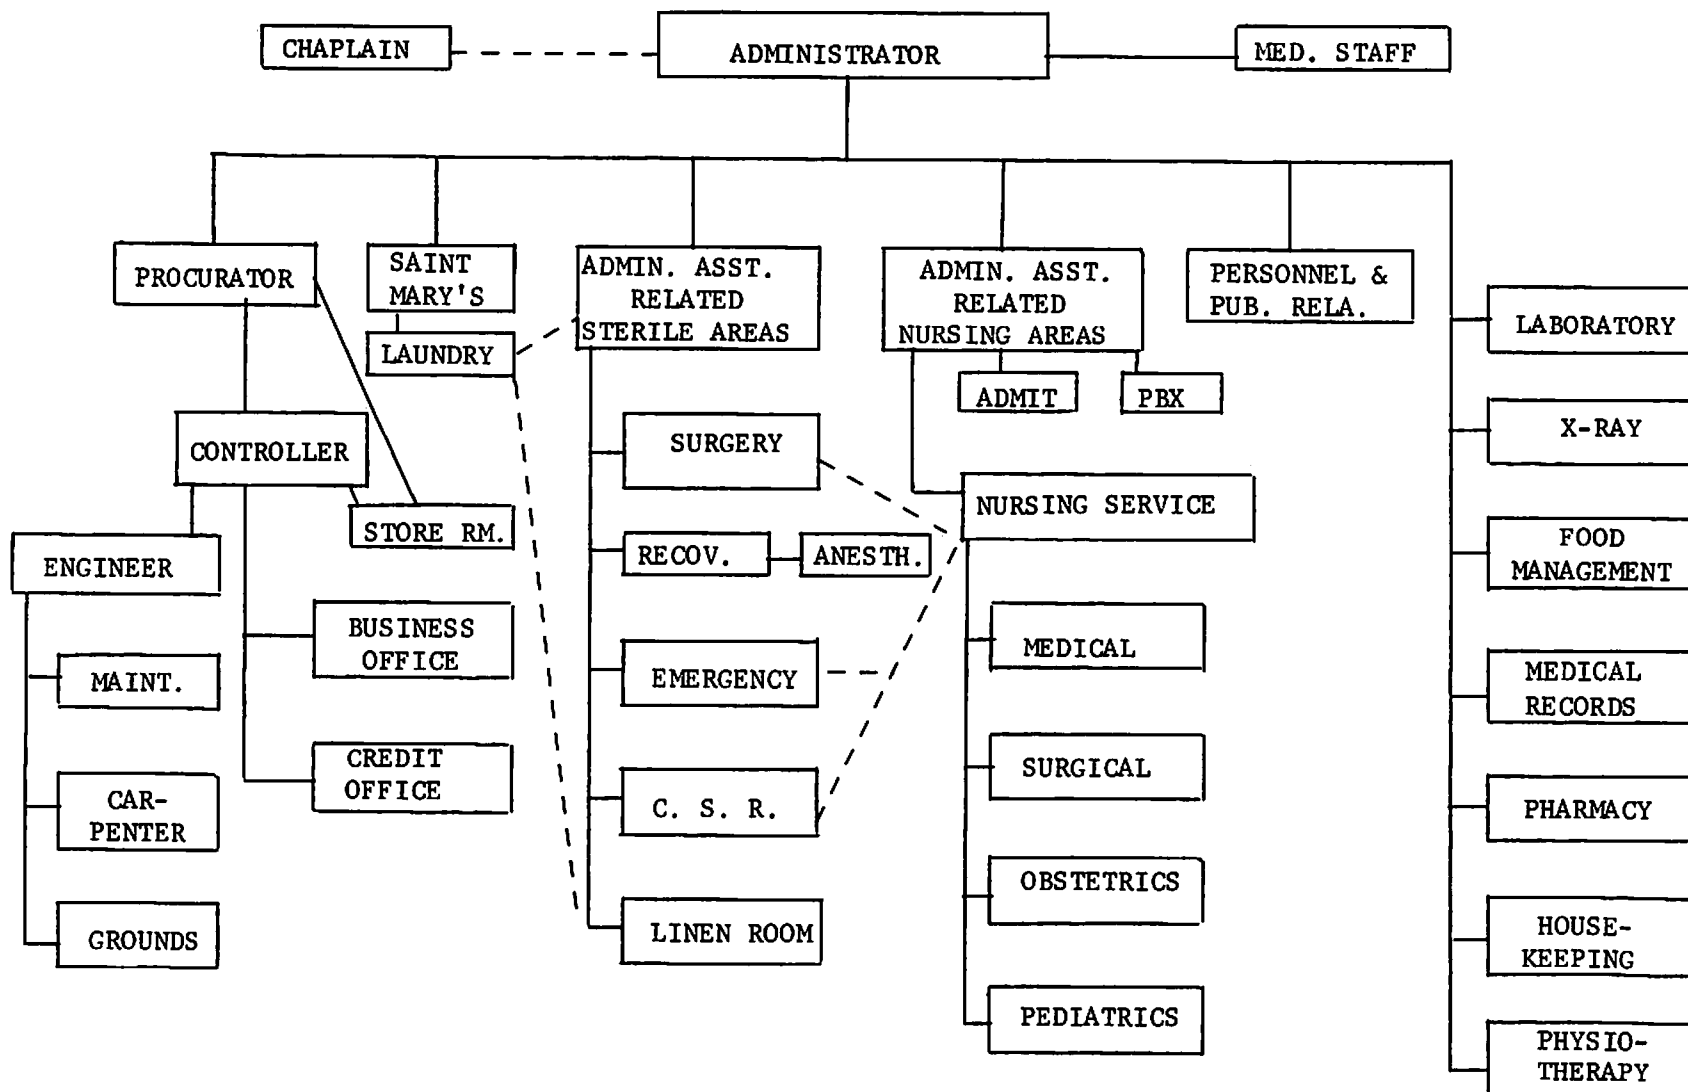 CHAPLAIN
ADMINISTRATOR
MED. STAFF
PROCURATOR
SAINT
MARY'S
LAUNDRY
ADMIN. ASST.
RELATED
STERILE AREAS
ADMIN. ASST.
RELATED
NURSING AREAS
ADMIT
PBX
PERSONNEL &
PUB. RELA.
CONTROLLER
STORE RM.
ENGINEER
MAINT.
CAR-
PENTER
GROUNDS
BUSINESS
OFFICE
CREDIT
OFFICE
SURGERY
RECOV.
ANESTH.
EMERGENCY
C. S. R.
LINEN ROOM
NURSING SERVICE
MEDICAL
SURGICAL
OBSTETRICS
PEDIATRICS
LABORATORY
X-RAY
FOOD
MANAGEMENT
MEDICAL
RECORDS
PHARMACY
HOUSE-
KEEPING
PHYSIO-
THERAPY